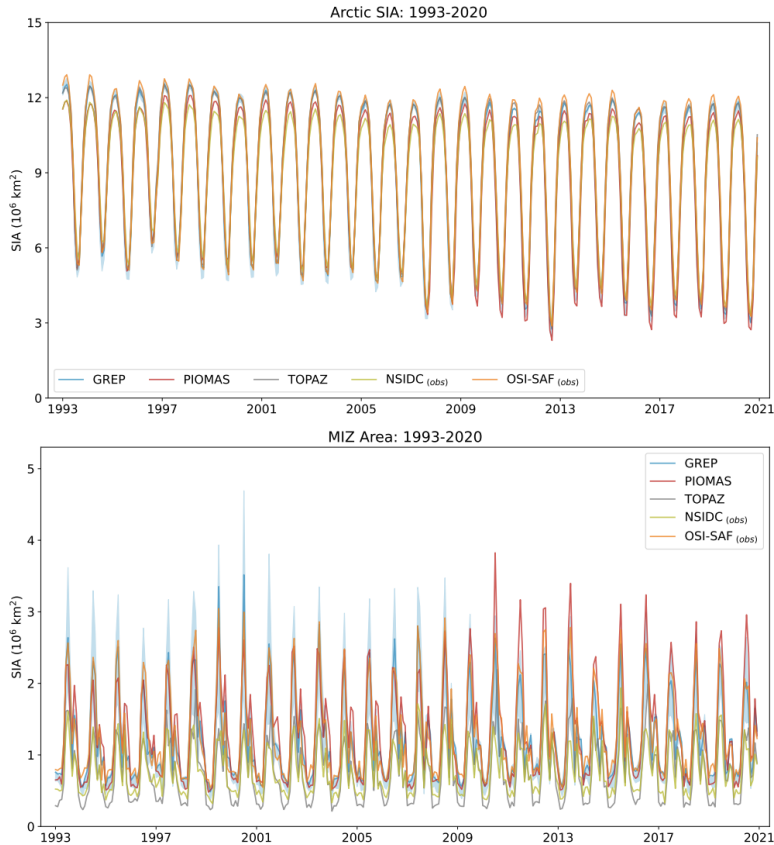 Arctic SIA: 1993-2020
15
12
9
6
3
0
SIA (10⁶ km²)
GREP PIOMAS TOPAZ NSIDC (obs) OSI-SAF (obs)
1993 1997 2001 2005 2009 2013 2017 2021
MIZ Area: 1993-2020
5
4
3
2
1
0
SIA (10⁶ km²)
GREP
PIOMAS
TOPAZ
NSIDC (obs)
OSI-SAF (obs)
1993 1997 2001 2005 2009 2013 2017 2021